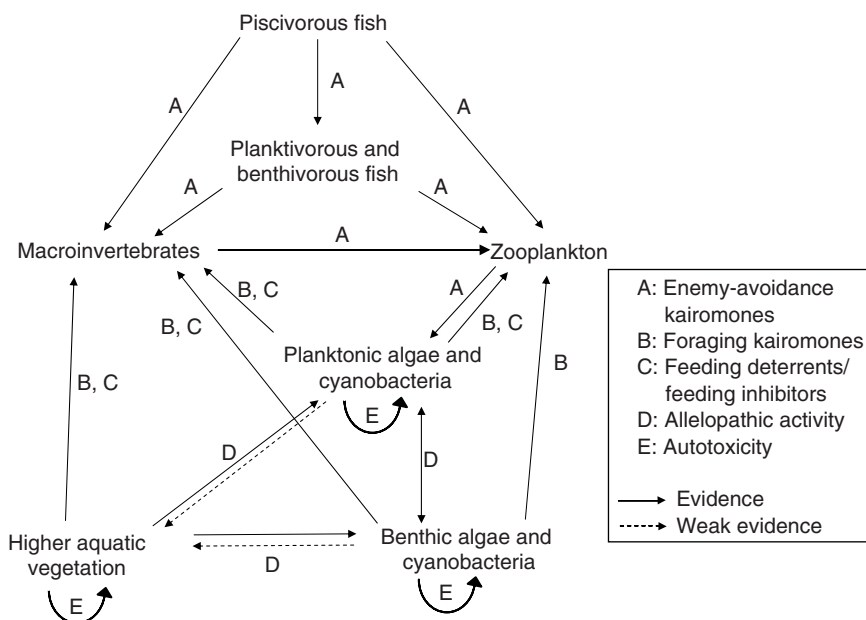 Piscivorous fish
A
A
A
Planktivorous and
benthivorous fish
A
A
Macroinvertebrates
A
Zooplankton
B, C
A
B, C
B, C
Planktonic algae and
cyanobacteria
B
B, C
E
D
D
Higher aquatic
vegetation
D
Benthic algae and
cyanobacteria
E
E
A: Enemy-avoidance
kairomones
B: Foraging kairomones
C: Feeding deterrents/
feeding inhibitors
D: Allelopathic activity
E: Autotoxicity
Evidence
Weak evidence